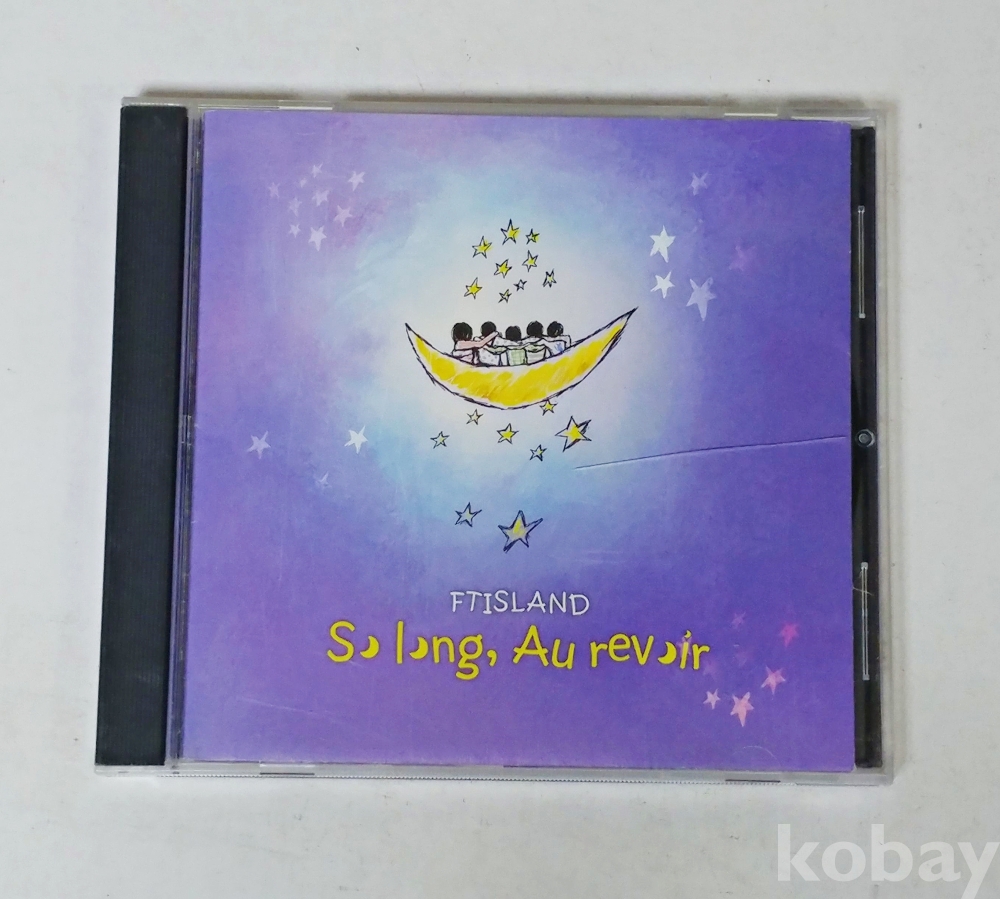 FTISLAND
So long, Au revoir
kobay